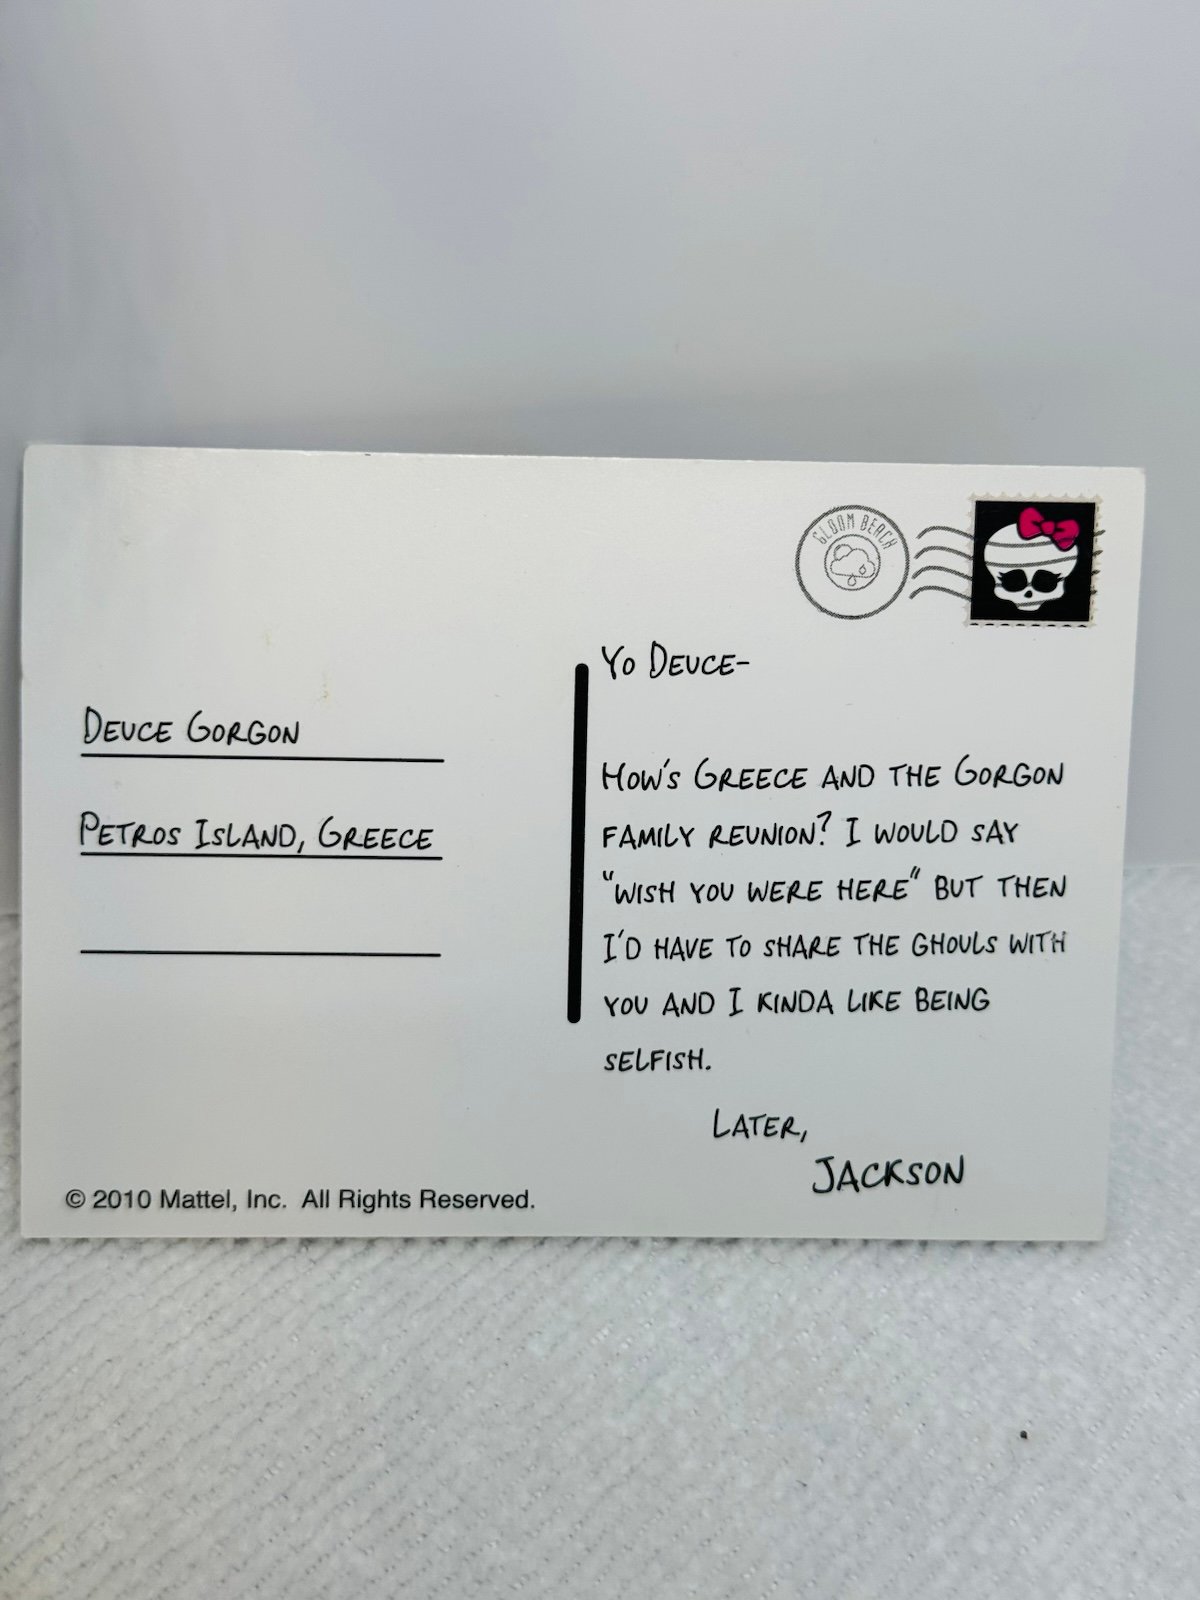 GLOOM BEACH
YO DEUCE-
DEUCE GORGON
PETROS ISLAND, GREECE
HOW'S GREECE AND THE GORGON
FAMILY REUNION? I WOULD SAY
"WISH YOU WERE HERE" BUT THEN
I'D HAVE TO SHARE THE GHOULS WITH
YOU AND I KINDA LIKE BEING
SELFISH.
LATER,
JACKSON
© 2010 Mattel, Inc. All Rights Reserved.